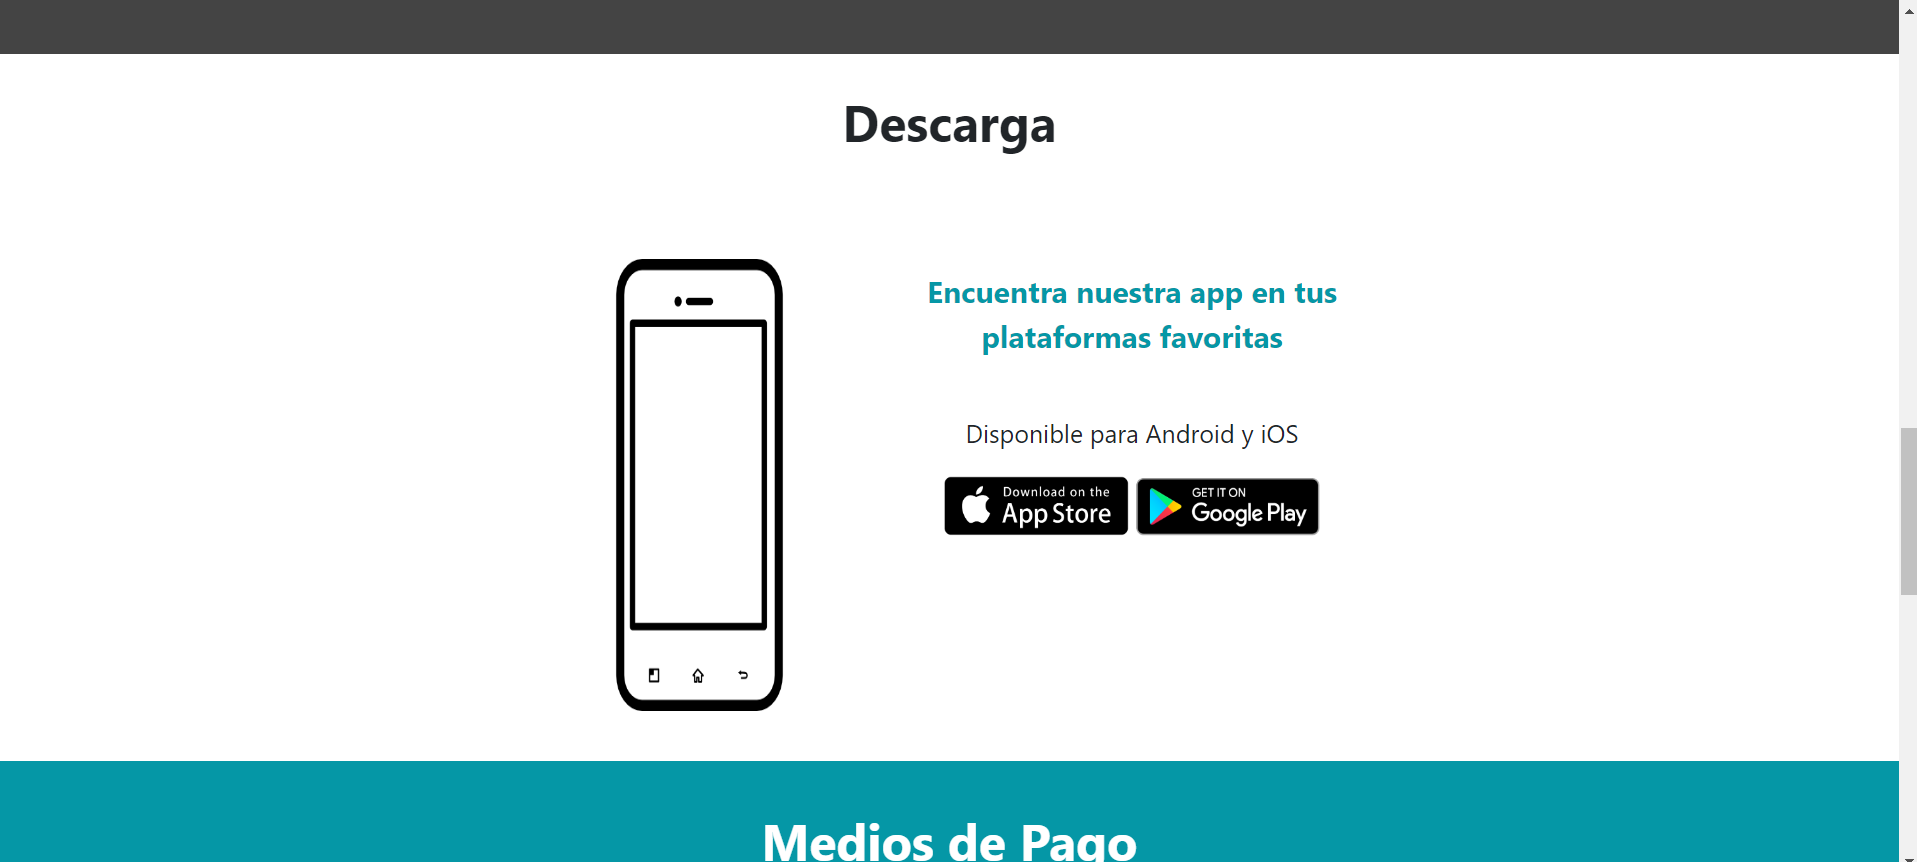 Descarga
Encuentra nuestra app en tus
plataformas favoritas
Disponible para Android y iOS
Download on the
App Store
GET IT ON
Google Play
Medios de Pago